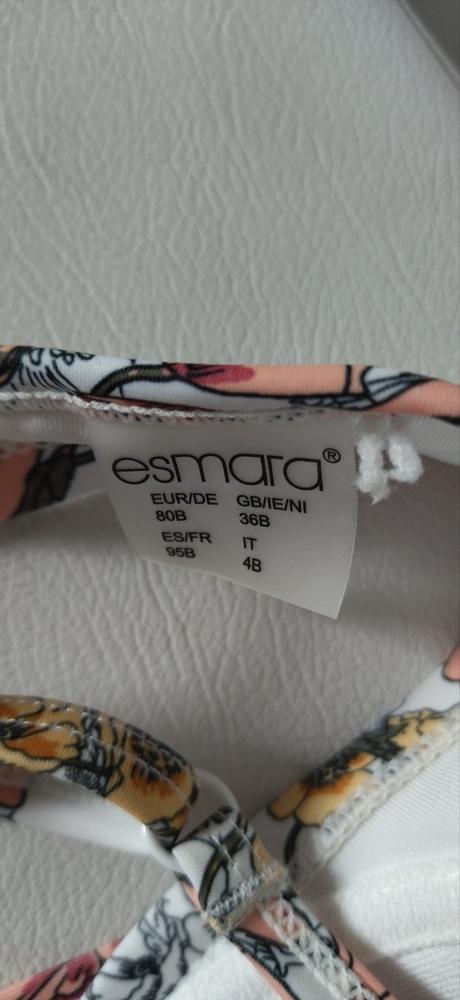 esmara®
EUR/DE GB/IE/NI
80B 36B
ES/FR IT
95B 4B